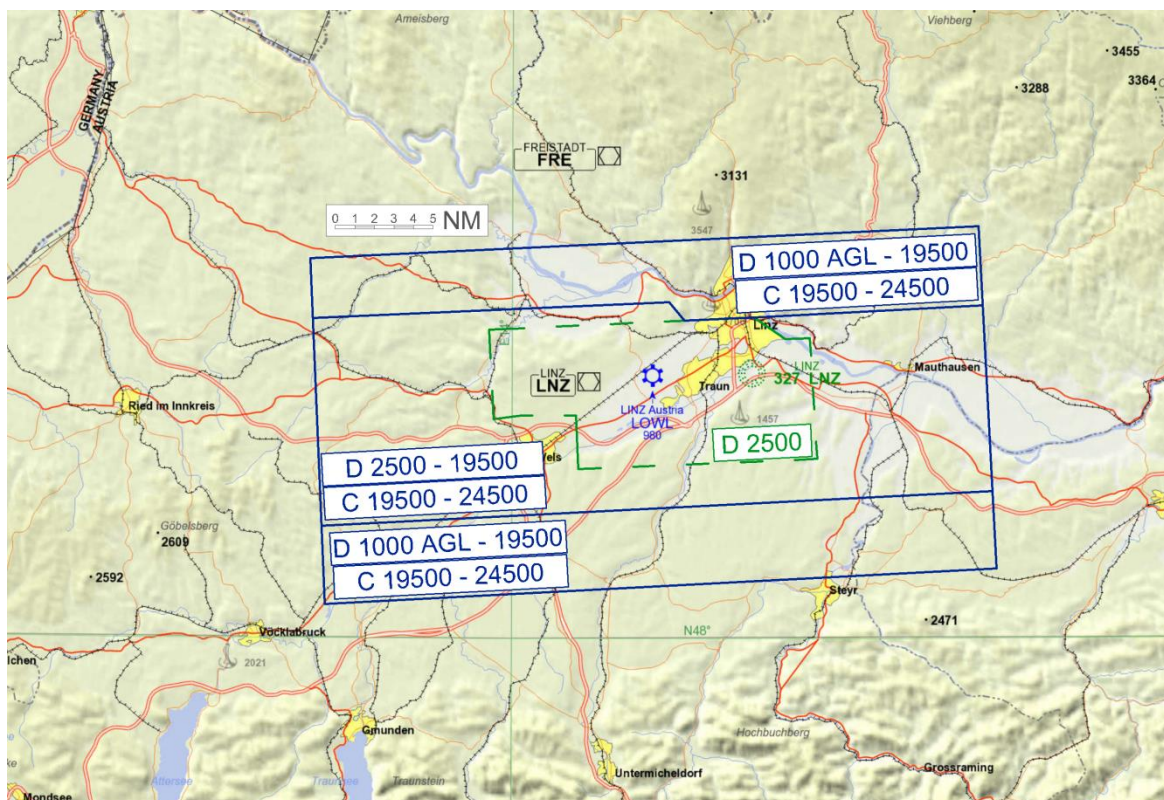 Ameisberg
Viehberg
3455
3288
3364
GERMANY
AUSTRIA
FREISTADT
FRE
3131
0 1 2 3 4 5 NM
3547
D 1000 AGL - 19500
C 19500 - 24500
Linz
LINZ
LNZ
LINZ
327 LNZ
Mauthausen
Traun
Ried im Innkreis
LINZ Austria
LOWL
980
1457
D 2500
D 2500 - 19500
C 19500 - 24500
Göbelsberg
2609
D 1000 AGL - 19500
C 19500 - 24500
2592
Steyr
2471
N48°
Vöcklabruck
2021
Gmunden
Hochbuchberg
Attersee
Traunstein
Untermicheldorf
Grossraming
Mondsee